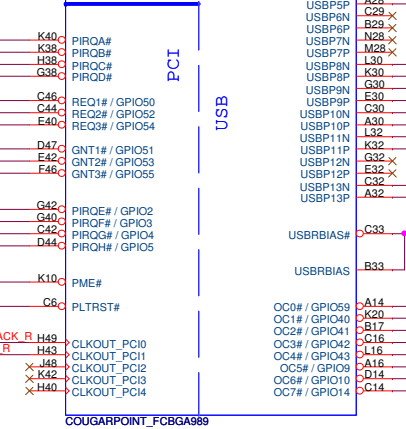 A28
USBP5P
C29
USBP6N
B29
USBP6P
N28
USBP7N
M28
USBP7P
L30
USBP8N
K30
USBP8P
G30
USBP9N
E30
USBP9P
C30
USBP10N
A30
USBP10P
L32
USBP11N
K32
USBP11P
G32
USBP12N
E32
USBP12P
C32
USBP13N
A32
USBP13P
K40 PIRQA#
K38 PIRQB#
H38 PIRQC#
G38 PIRQD#
PCI
USB
C46 REQ1# / GPIO50
C44 REQ2# / GPIO52
E40 REQ3# / GPIO54
D47 GNT1# / GPIO51
E42 GNT2# / GPIO53
F46 GNT3# / GPIO55
G42 PIRQE# / GPIO2
G40 PIRQF# / GPIO3
C42 PIRQG# / GPIO4
D44 PIRQH# / GPIO5
USBRBIAS# C33
USBRBIAS B33
K10 PME#
C6 PLTRST#
OC0# / GPIO59 A14
OC1# / GPIO40 K20
OC2# / GPIO41 B17
OC3# / GPIO42 C16
OC4# / GPIO43 L16
OC5# / GPIO9 A16
OC6# / GPIO10 D14
OC7# / GPIO14 C14
ACK_R H49 CLKOUT_PCI0
R H43 CLKOUT_PCI1
J48 CLKOUT_PCI2
K42 CLKOUT_PCI3
H40 CLKOUT_PCI4
COUGARPOINT_FCBGA989